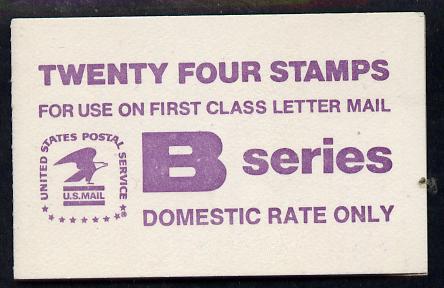 TWENTY FOUR STAMPS
FOR USE ON FIRST CLASS LETTER MAIL
UNITED STATES POSTAL SERVICE ®
U.S.MAIL
B series
DOMESTIC RATE ONLY